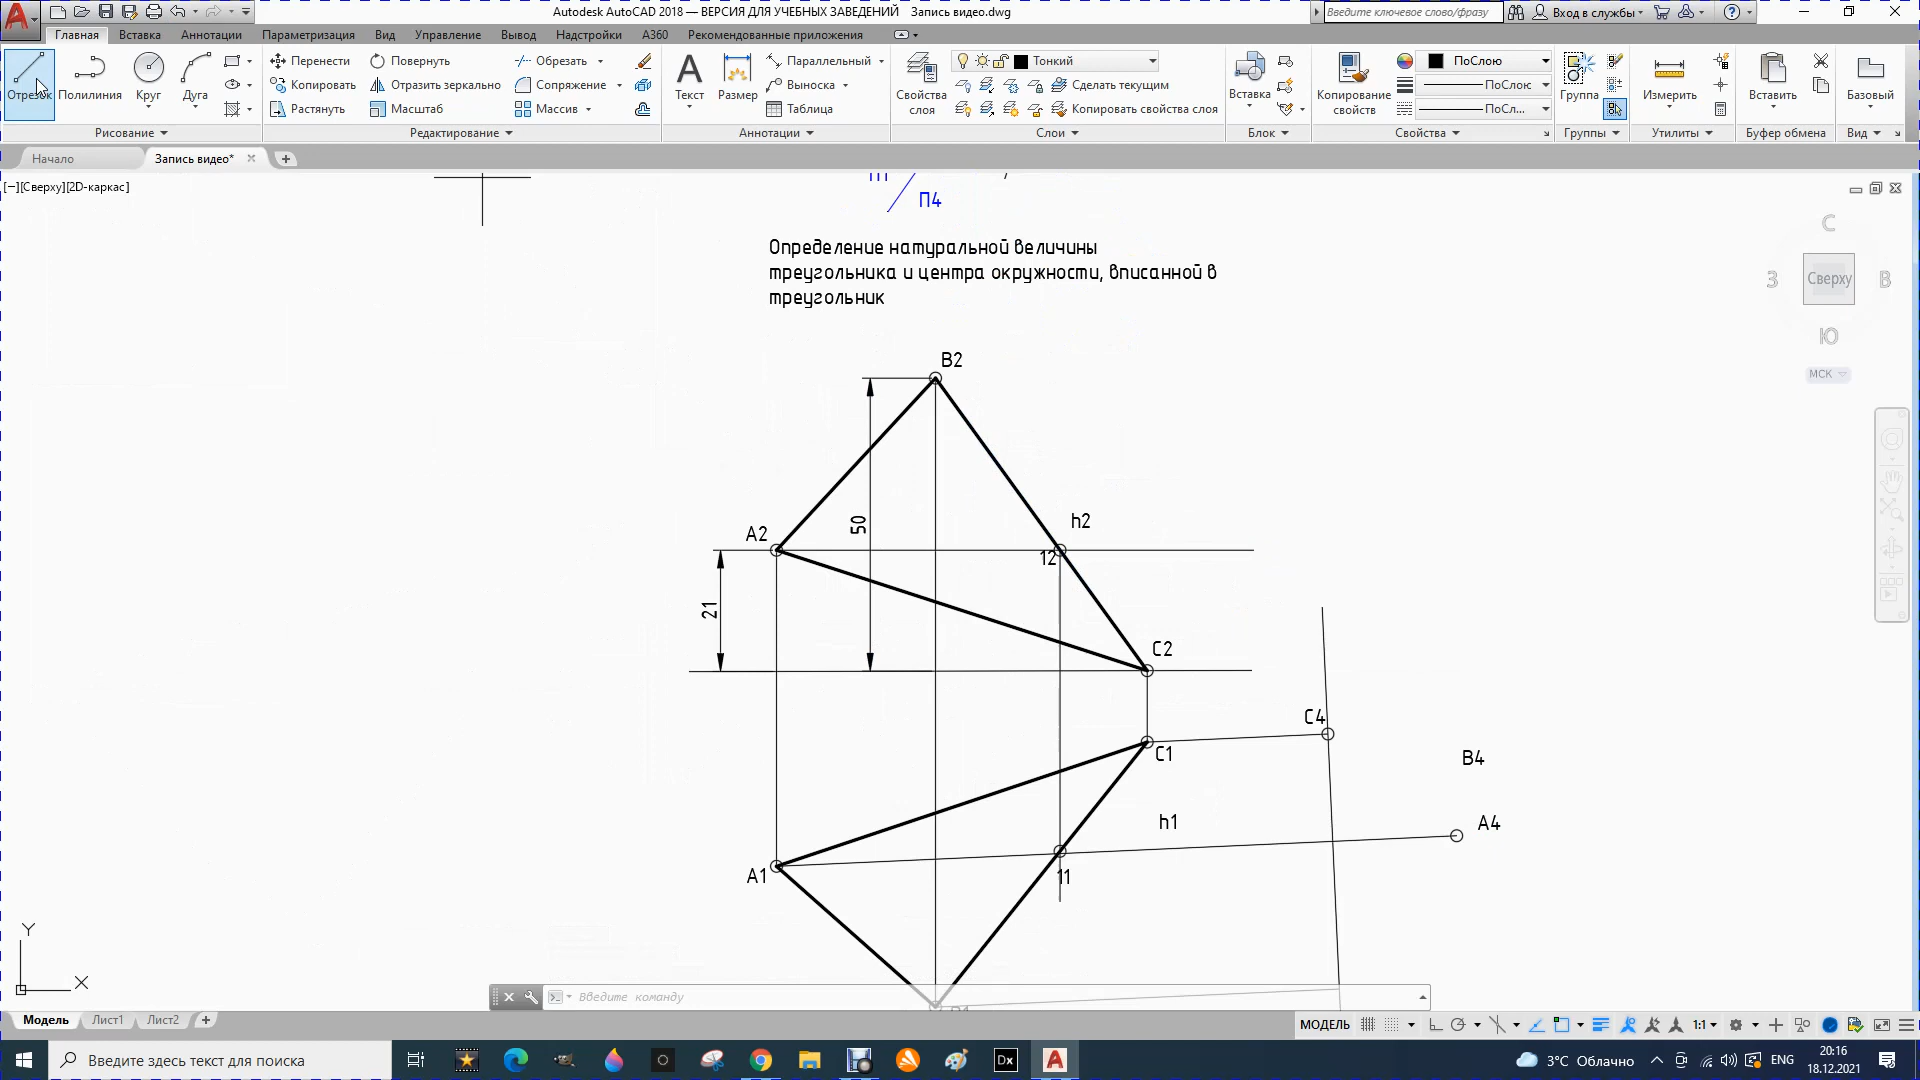 Autodesk AutoCAD 2018 — ВЕРСИЯ ДЛЯ УЧЕБНЫХ ЗАВЕДЕНИЙ Запись видео.dwg
Введите ключевое слово/фразу
Вход в службы
Главная Вставка Аннотации Параметризация Вид Управление Вывод Надстройки A360 Рекомендованные приложения
Отрезок
Полилиния
Круг
Дуга
Перенести
Повернуть
Обрезать
Копировать
Отразить зеркально
Сопряжение
Растянуть
Масштаб
Массив
Текст
Размер
Параллельный
Выноска
Таблица
Свойства слоя
Тонкий
Сделать текущим
Копировать свойства слоя
Вставка
Копирование свойств
ПоСлою
ПоСлою
ПоСл...
Группа
Измерить
Вставить
Базовый
Рисование Редактирование Аннотации Слои Блок Свойства Группы Утилиты Буфер обмена Вид
Начало Запись видео*
[−][Сверху][2D-каркас]
П4
С
З Сверху В
Ю
МСК
Определение натуральной величины
треугольника и центра окружности, вписанной в
треугольник
B2
h2
A2
50
12
21
C2
C4
C1
B4
h1
A4
A1
11
Y
X
Введите команду
Модель Лист1 Лист2
МОДЕЛЬ
1:1
Введите здесь текст для поиска
Dx
3°C Облачно
ENG
20:16
18.12.2021